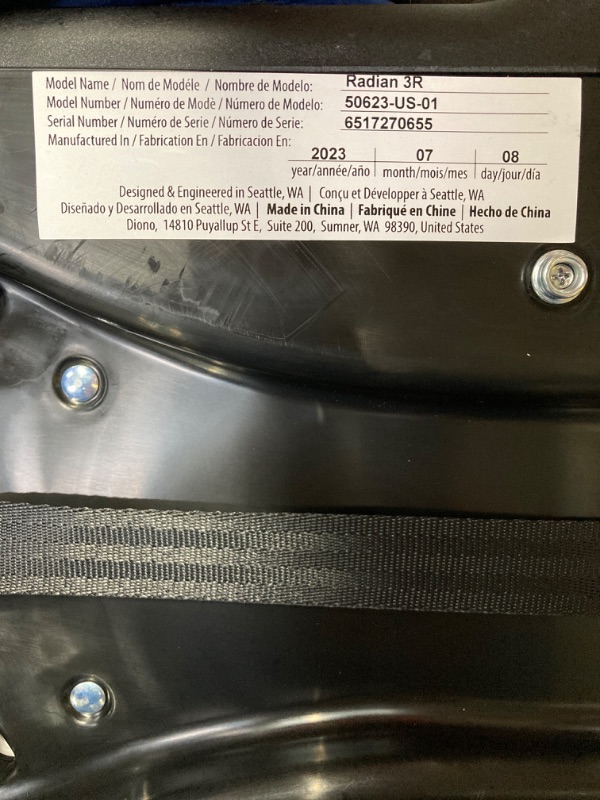 Model Name / Nom de Modéle / Nombre de Modelo: Radian 3R
Model Number / Numéro de Modè / Número de Modelo: 50623-US-01
Serial Number / Numéro de Serie / Número de Serie: 6517270655
Manufactured In / Fabrication En / Fabricacion En:
2023 07 08
year/année/año month/mois/mes day/jour/día
Designed & Engineered in Seattle, WA | Conçu et Développer à Seattle, WA
Diseñado y Desarrollado en Seattle, WA | Made in China | Fabriqué en Chine | Hecho de China
Diono, 14810 Puyallup St E, Suite 200, Sumner, WA 98390, United States